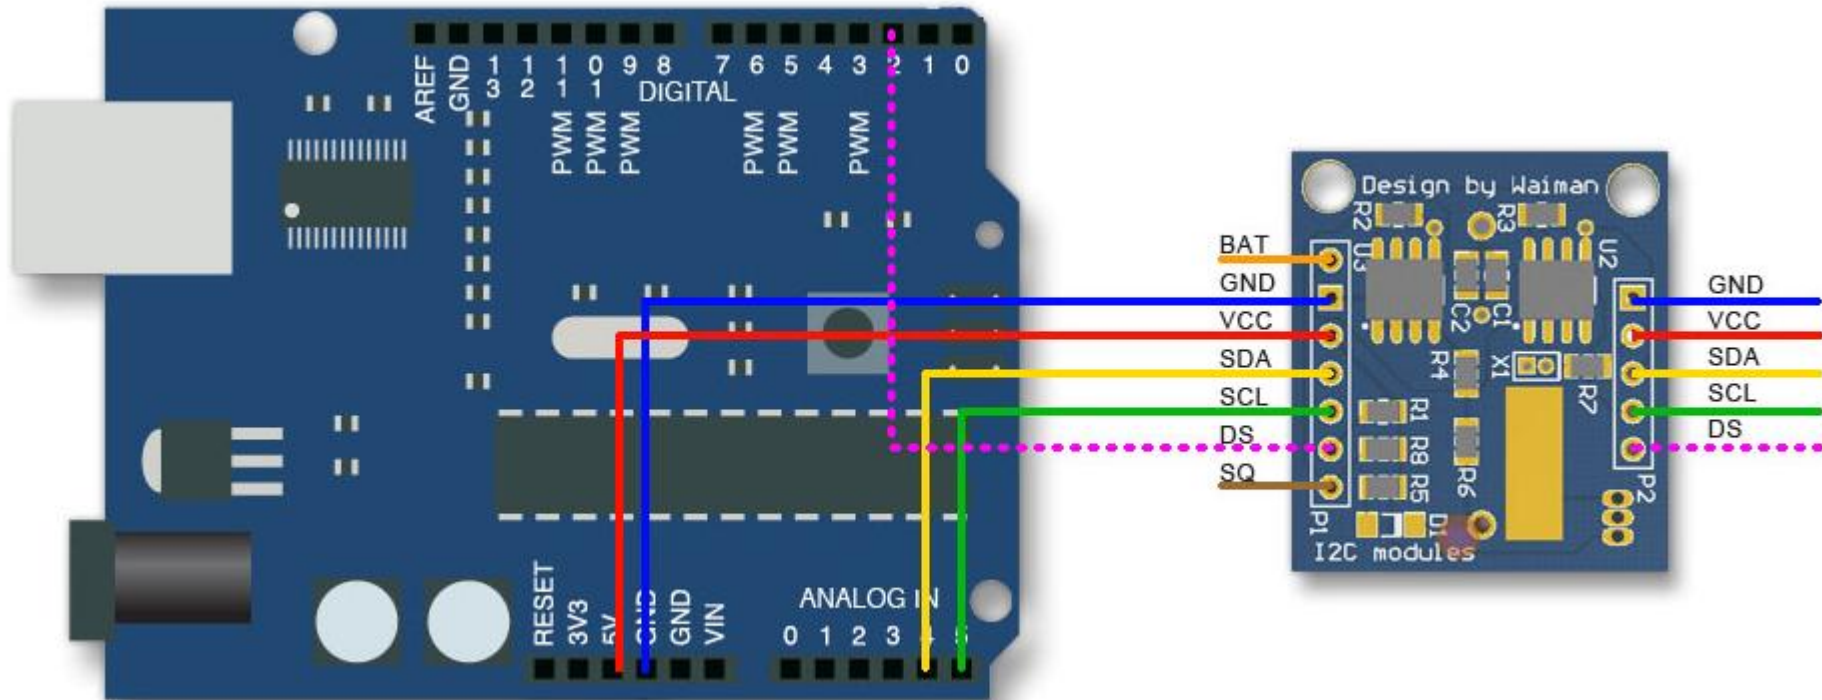 AREF
GND
13
12
11
01
9
8
7
6
5
4
3
2
1
0
DIGITAL
PWM
PWM
PWM
PWM
PWM
PWM
RESET
3V3
5V
GND
GND
VIN
ANALOG IN
0
1
2
3
4
5
BAT
GND
VCC
SDA
SCL
DS
SQ
Design by Waiman
R2
R3
U3
U2
C2
C1
R4
X1
R7
R1
R8
R5
R6
P1
P2
D1
I2C modules
GND
VCC
SDA
SCL
DS